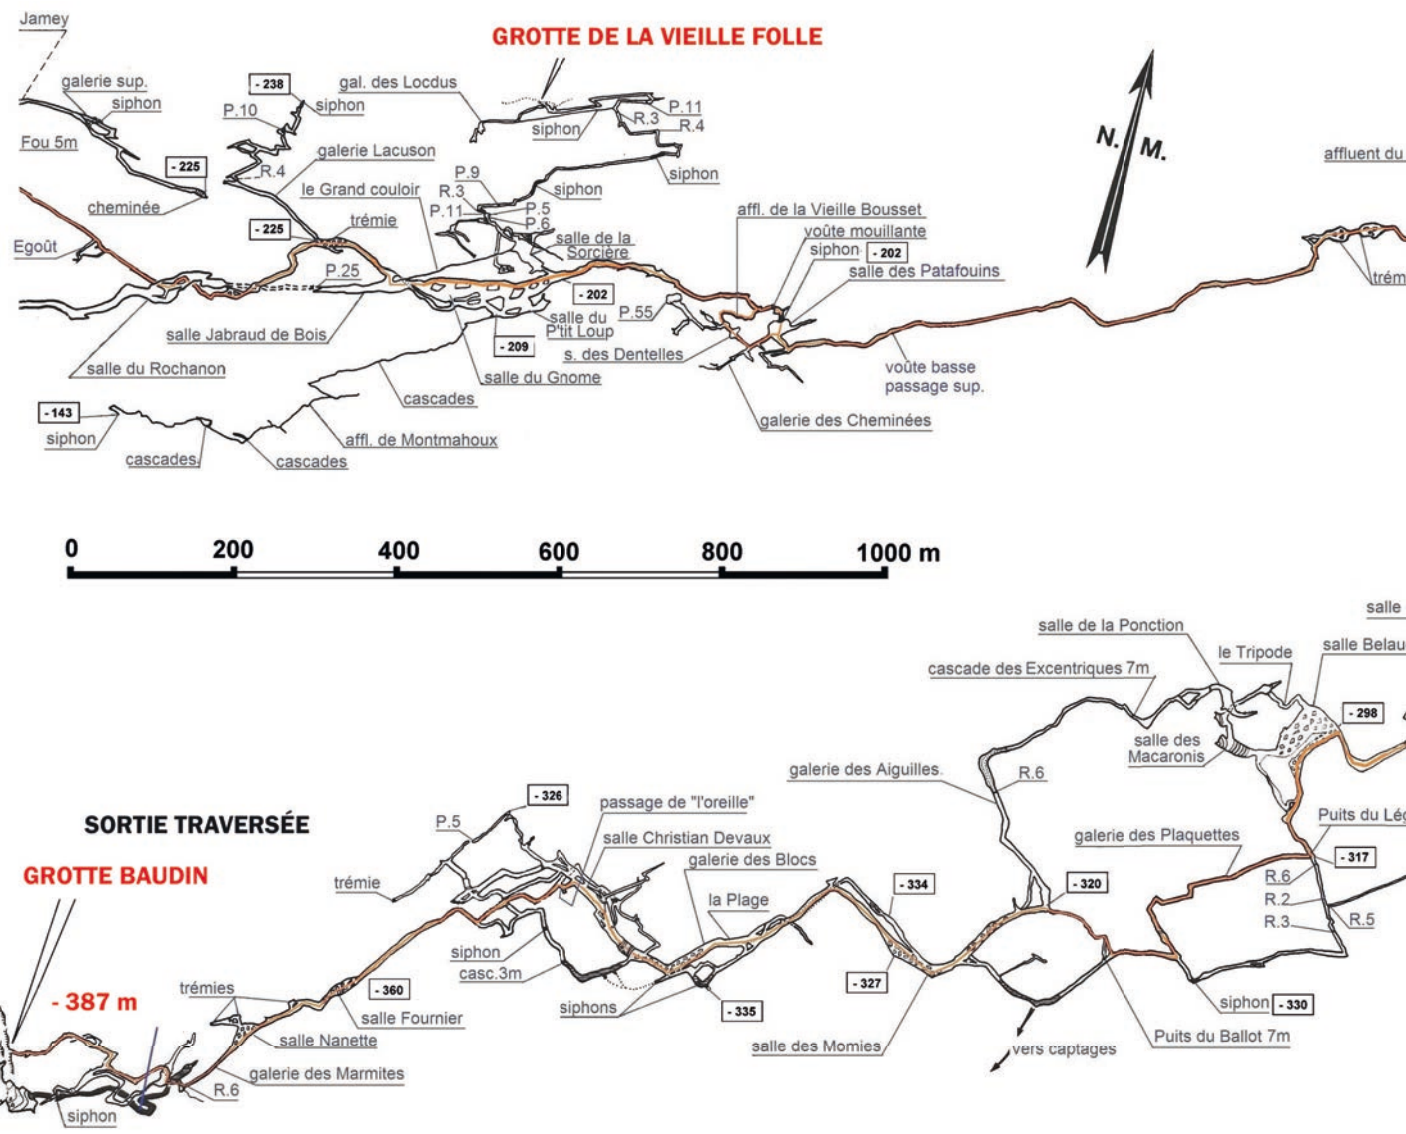 Jamey
GROTTE DE LA VIEILLE FOLLE
galerie sup.
siphon
- 238
siphon
P.10
gal. des Locdus
siphon
R.3
P.11
R.4
Fou 5m
- 225
R.4
galerie Lacuson
siphon
cheminée
le Grand couloir
P.9
R.3
P.11
siphon
P.5
P.6
N. M.
affluent du
Egoût
- 225
trémie
salle de la
Sorcière
affl. de la Vieille Bousset
voûte mouillante
siphon
- 202
salle des Patafouins
P.25
- 202
P.55
trém
salle Jabraud de Bois
salle du
P'tit Loup
- 209
s. des Dentelles
salle du Rochanon
salle du Gnome
voûte basse
passage sup.
- 143
siphon
cascades
affl. de Montmahoux
galerie des Cheminées
cascades
cascades
0 200 400 600 800 1000 m
salle
salle de la Ponction
le Tripode
salle Belau
cascade des Excentriques 7m
- 298
salle des
Macaronis
galerie des Aiguilles
R.6
- 326
passage de "l'oreille"
SORTIE TRAVERSÉE
P.5
salle Christian Devaux
Puits du Lég
galerie des Plaquettes
GROTTE BAUDIN
galerie des Blocs
- 317
trémie
- 334
- 320
R.6
la Plage
R.2
R.3
R.5
siphon
casc.3m
- 327
- 360
- 387 m
trémies
siphons
- 335
siphon
- 330
salle Fournier
salle Nanette
salle des Momies
vers captages
Puits du Ballot 7m
galerie des Marmites
R.6
siphon